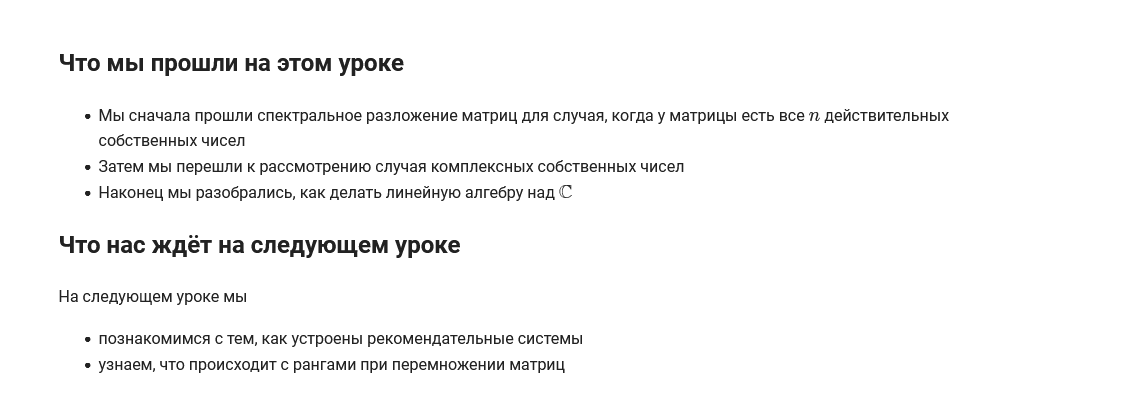 Что мы прошли на этом уроке
• Мы сначала прошли спектральное разложение матриц для случая, когда у матрицы есть все n действительных
собственных чисел
• Затем мы перешли к рассмотрению случая комплексных собственных чисел
• Наконец мы разобрались, как делать линейную алгебру над ℂ
Что нас ждёт на следующем уроке
На следующем уроке мы
• познакомимся с тем, как устроены рекомендательные системы
• узнаем, что происходит с рангами при перемножении матриц